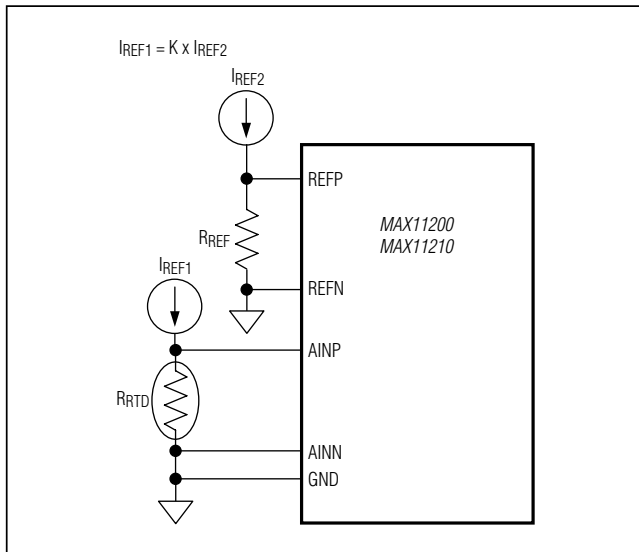 IREF1 = K x IREF2
IREF2
REFP
MAX11200
MAX11210
RREF
IREF1
REFN
AINP
RRTD
AINN
GND